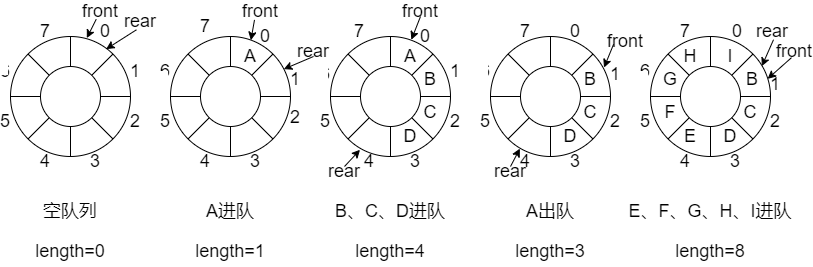 front
rear
7
0
1
2
3
4
5
空队列
length=0
front
rear
7
0
1
2
3
4
5
A
A进队
length=1
front
rear
0
1
2
3
4
5
7
A
B
C
D
B、C、D进队
length=4
front
rear
7
0
1
2
3
4
5
B
C
D
A出队
length=3
rear
front
7
0
1
2
3
4
5
6
H
I
G
B
F
C
E
D
E、F、G、H、I进队
length=8